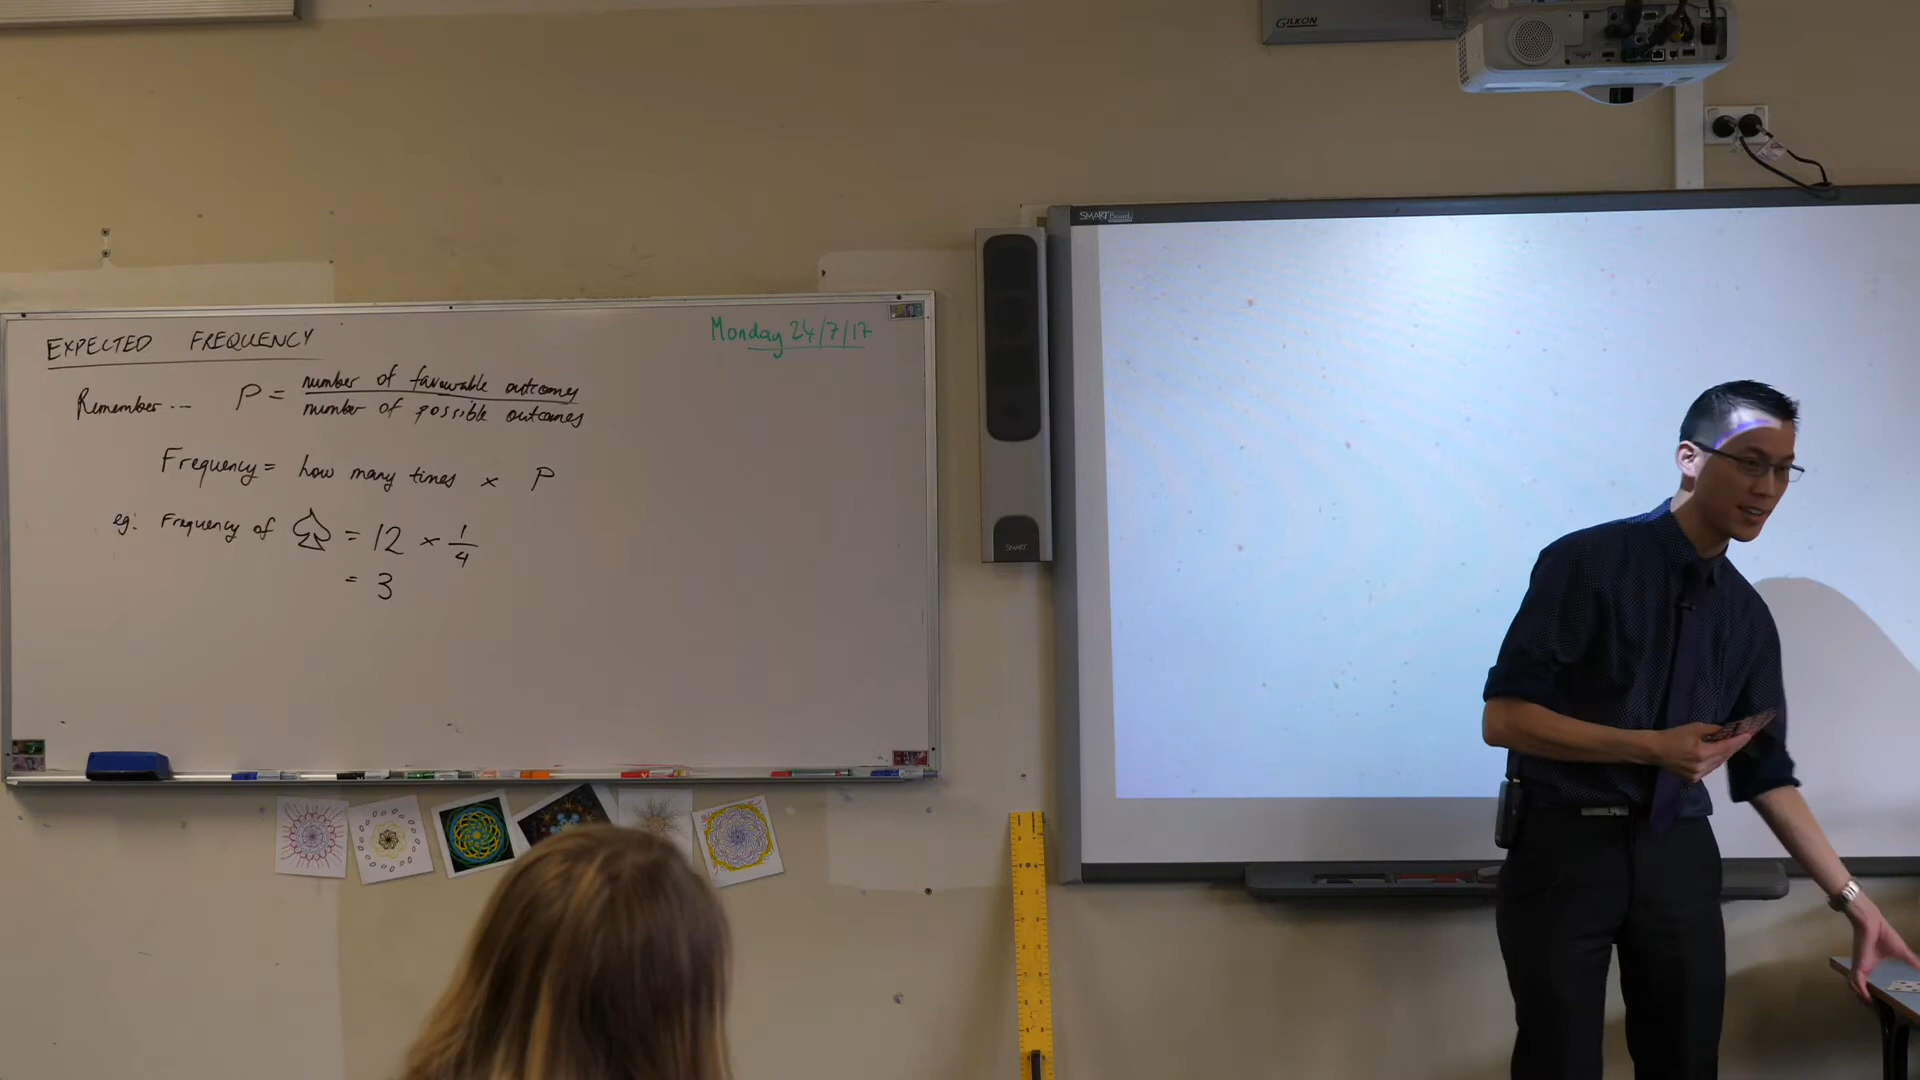 GILKON
SMART Board
EXPECTED FREQUENCY
Monday 24/7/17
Remember... P = number of favourable outcomes
number of possible outcomes
Frequency = how many times × P
eg: Frequency of ♠ = 12 × 1/4
= 3
SMART